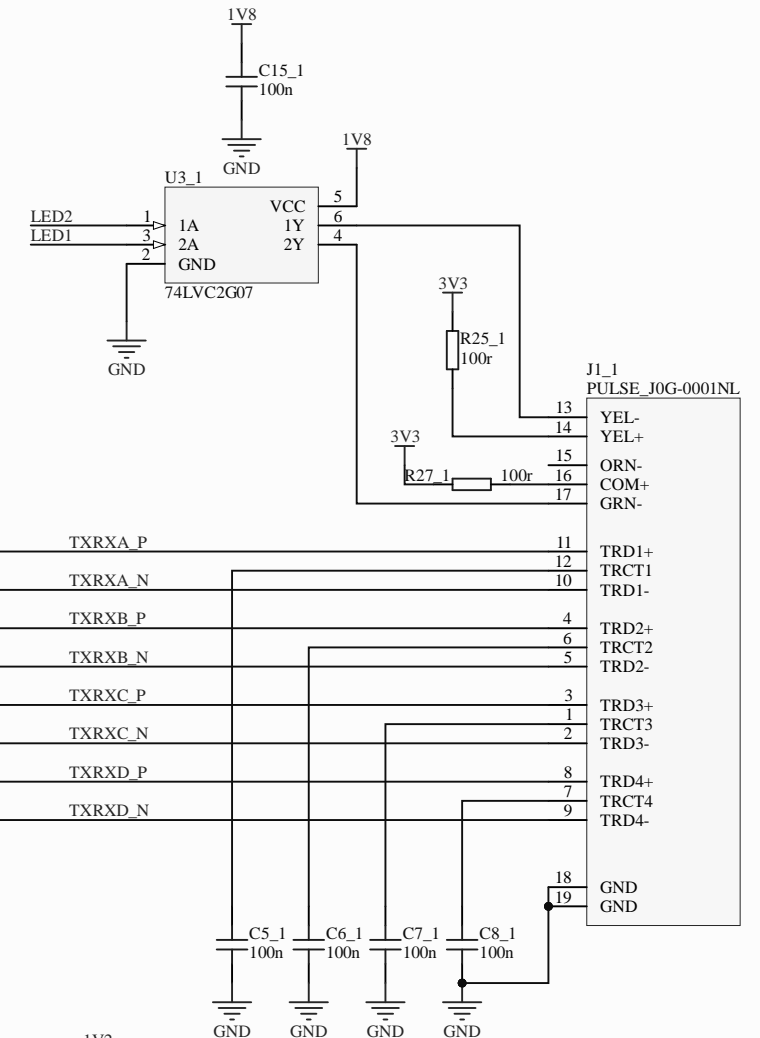 1V8
C15_1
100n
GND
1V8
U3_1
VCC 5
LED2 1 1A 1Y 6
LED1 3 2A 2Y 4
2 GND
74LVC2G07
GND
3V3
R25_1
100r
J1_1
PULSE_J0G-0001NL
13 YEL-
14 YEL+
3V3
15 ORN-
R27_1 100r 16 COM+
17 GRN-
TXRXA_P 11 TRD1+
12 TRCT1
TXRXA_N 10 TRD1-
TXRXB_P 4 TRD2+
6 TRCT2
TXRXB_N 5 TRD2-
TXRXC_P 3 TRD3+
1 TRCT3
TXRXC_N 2 TRD3-
TXRXD_P 8 TRD4+
7 TRCT4
TXRXD_N 9 TRD4-
18 GND
19 GND
C5_1 C6_1 C7_1 C8_1
100n 100n 100n 100n
GND GND GND GND